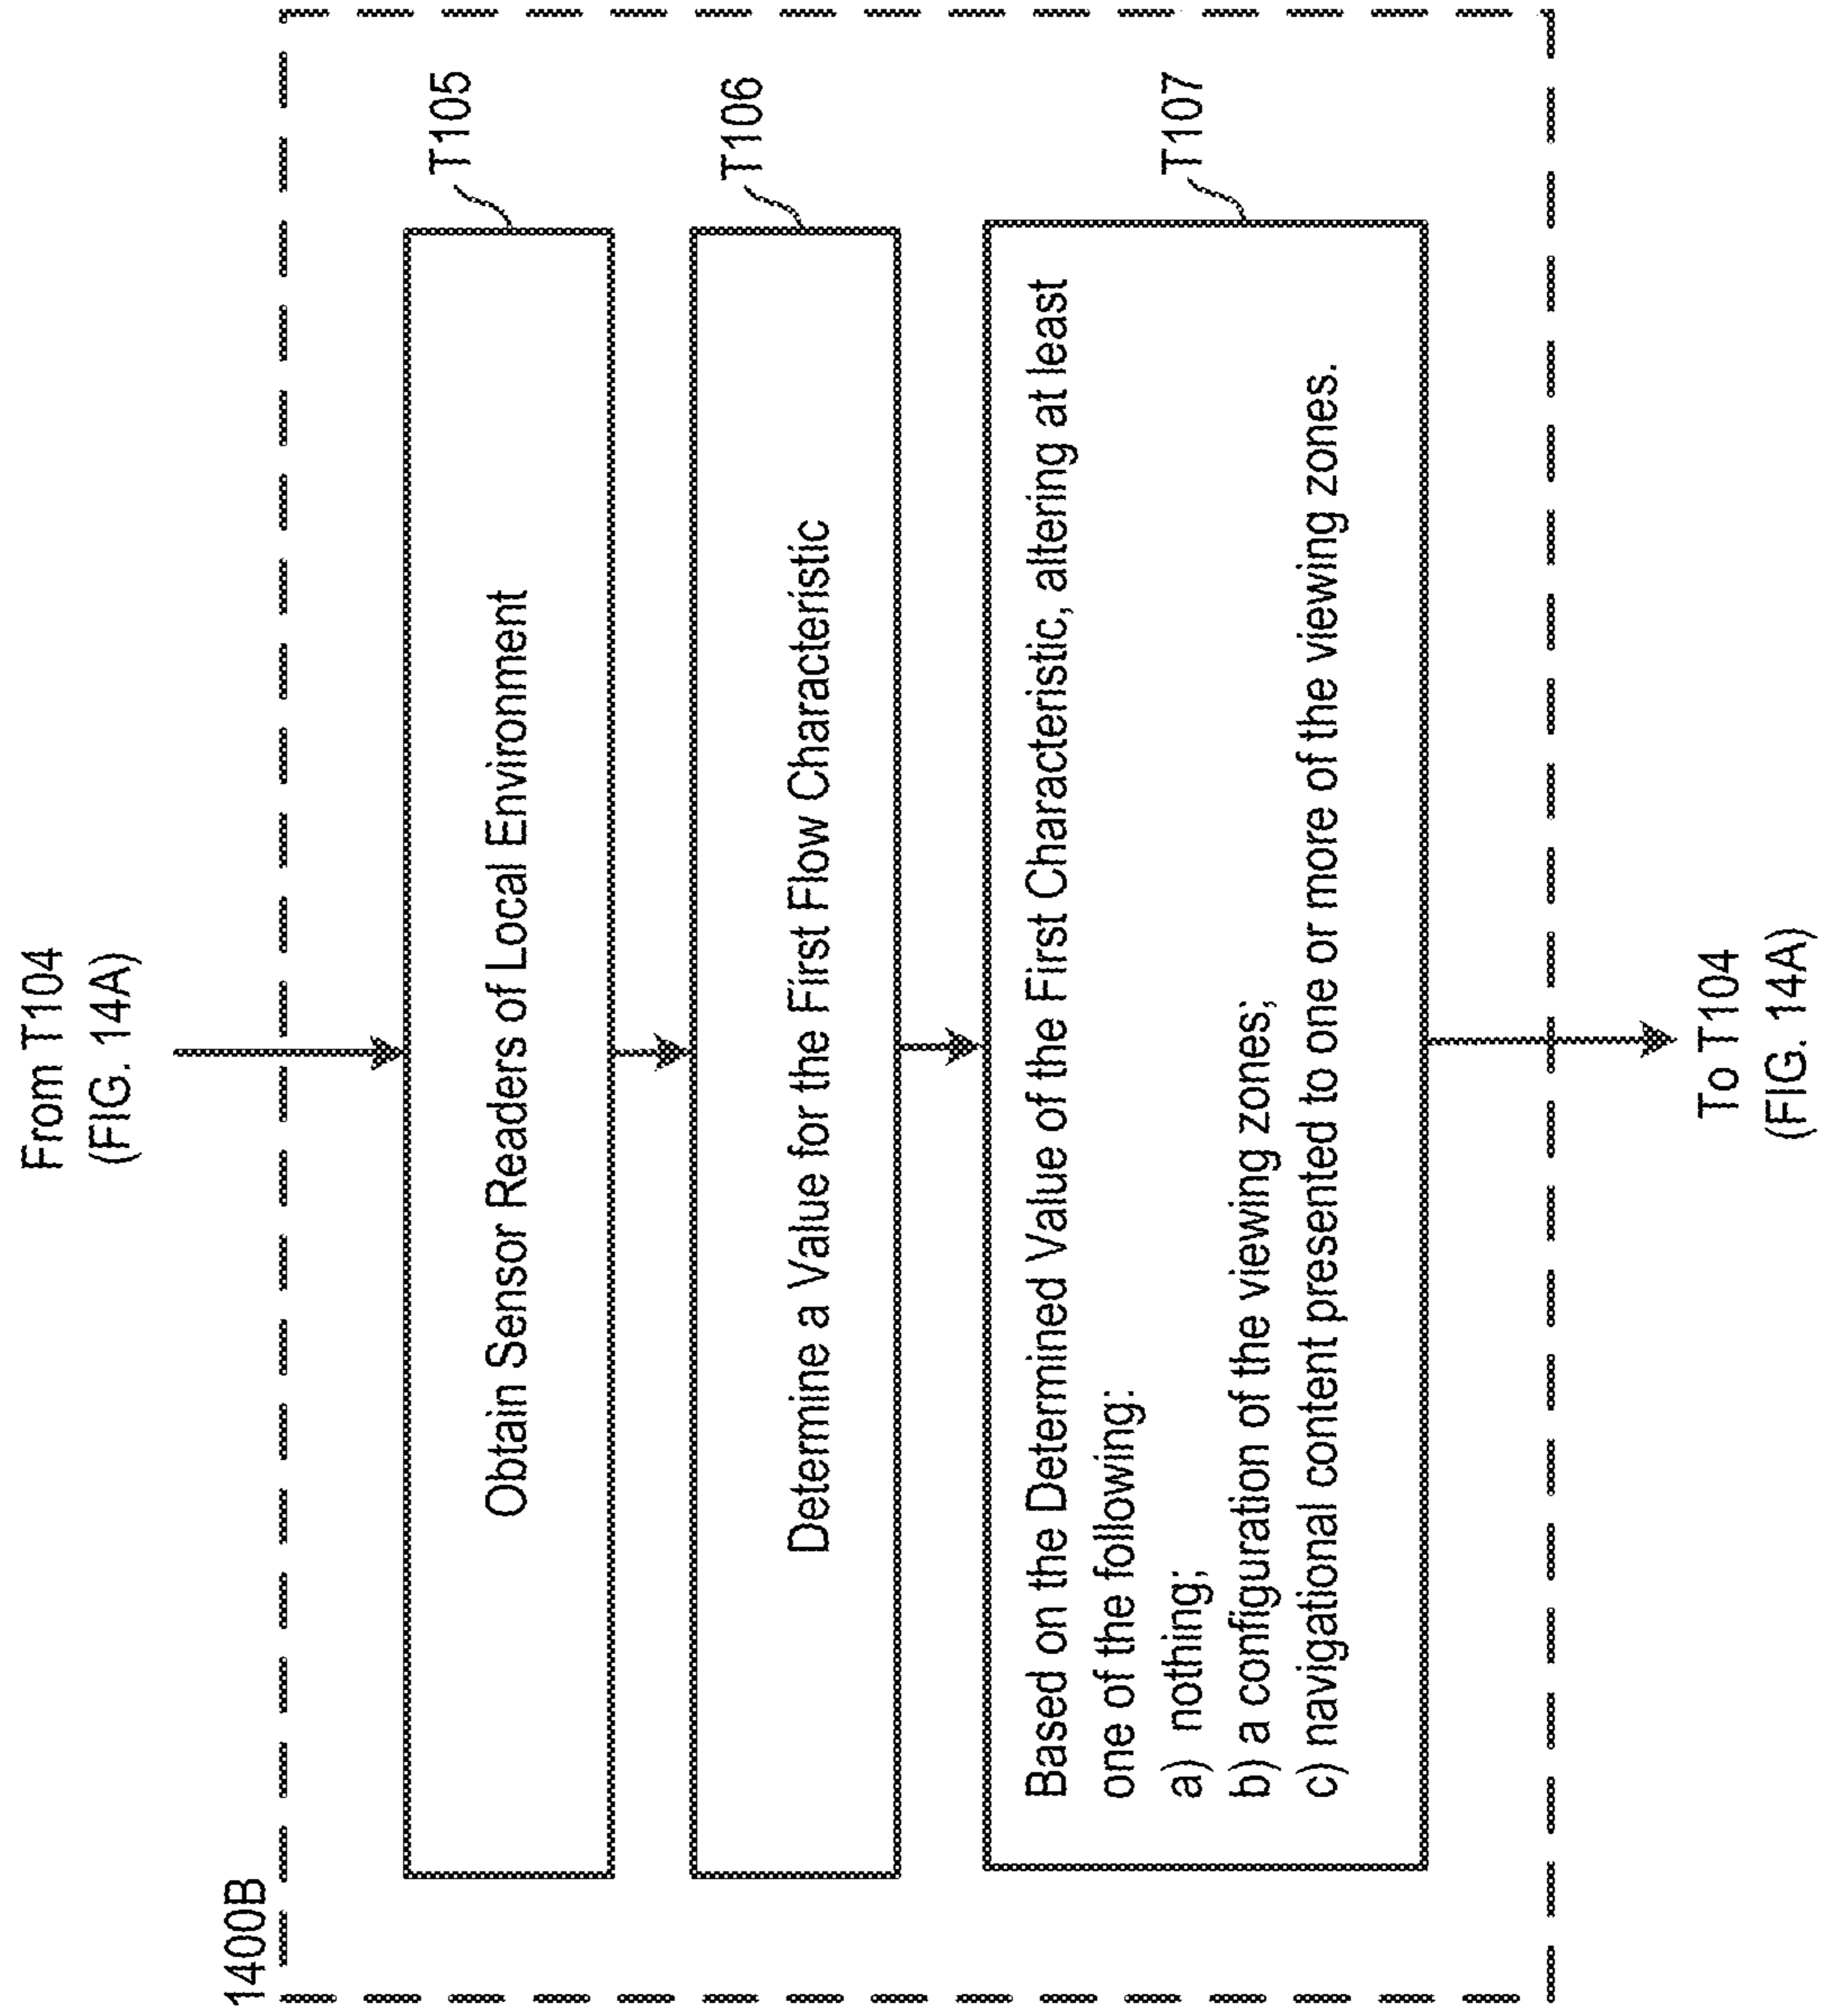 From T104
(FIG. 14A)
1400B
T105
Obtain Sensor Readers of Local Environment
T106
Determine a Value for the First Flow Characteristic
T107
Based on the Determined Value of the First Characteristic, altering at least
one of the following:
a) nothing;
b) a configuration of the viewing zones;
c) navigational content presented to one or more of the viewing zones.
To T104
(FIG. 14A)